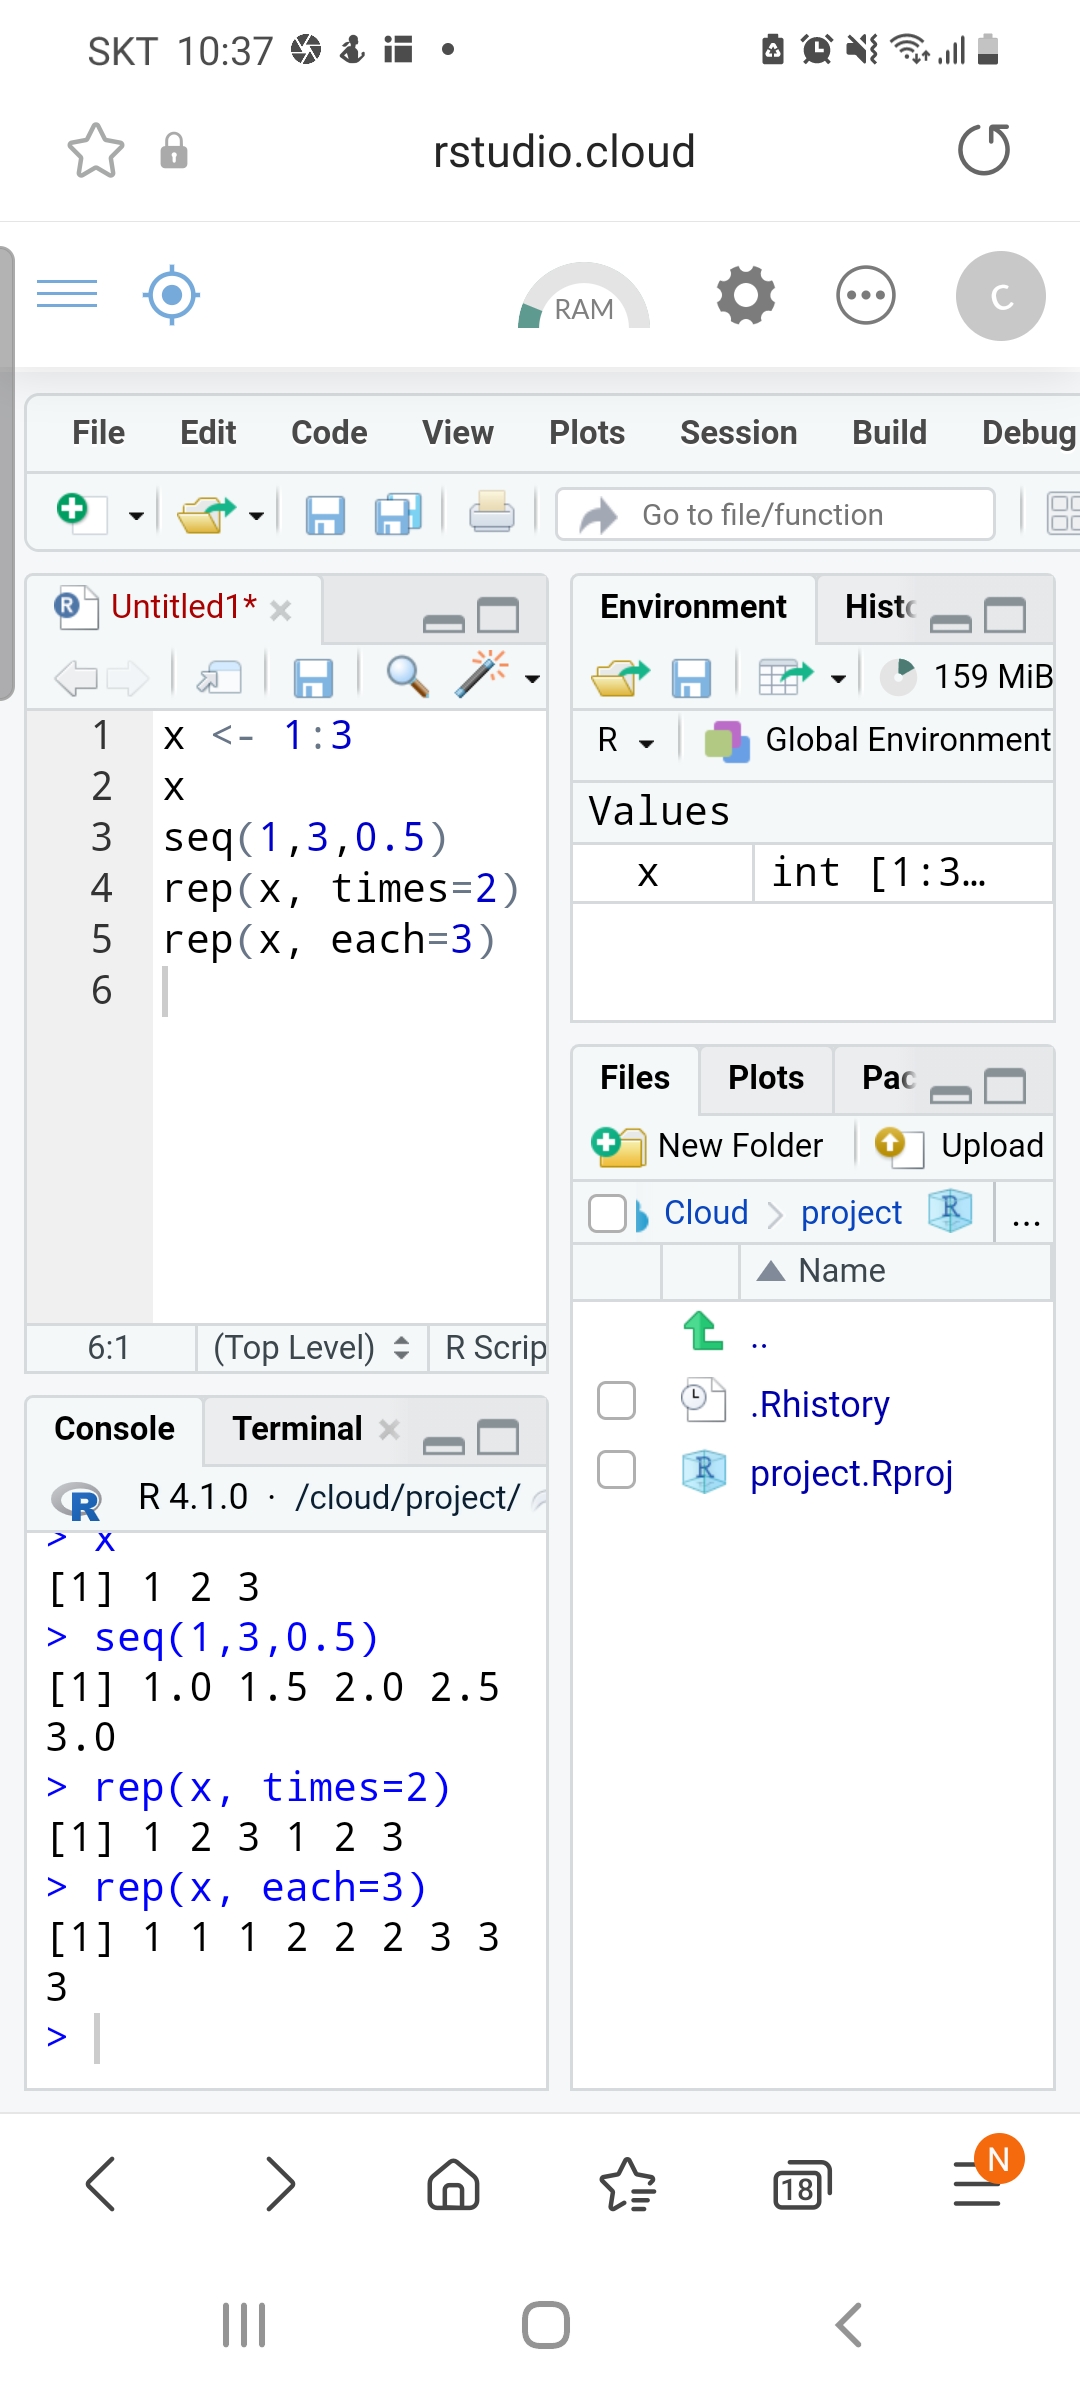 SKT 10:37
rstudio.cloud
RAM
C
File Edit Code View Plots Session Build Debug
Go to file/function
Untitled1*
1 x <- 1:3
2 x
3 seq(1,3,0.5)
4 rep(x, times=2)
5 rep(x, each=3)
6
6:1 (Top Level) R Scrip
Environment Histo
159 MiB
R Global Environment
Values
x int [1:3…
Files Plots Pac
New Folder Upload
Cloud project R ...
Name
..
.Rhistory
R project.Rproj
Console Terminal
R R 4.1.0 · /cloud/project/
> x
[1] 1 2 3
> seq(1,3,0.5)
[1] 1.0 1.5 2.0 2.5
3.0
> rep(x, times=2)
[1] 1 2 3 1 2 3
> rep(x, each=3)
[1] 1 1 1 2 2 2 3 3
3
>
18
N